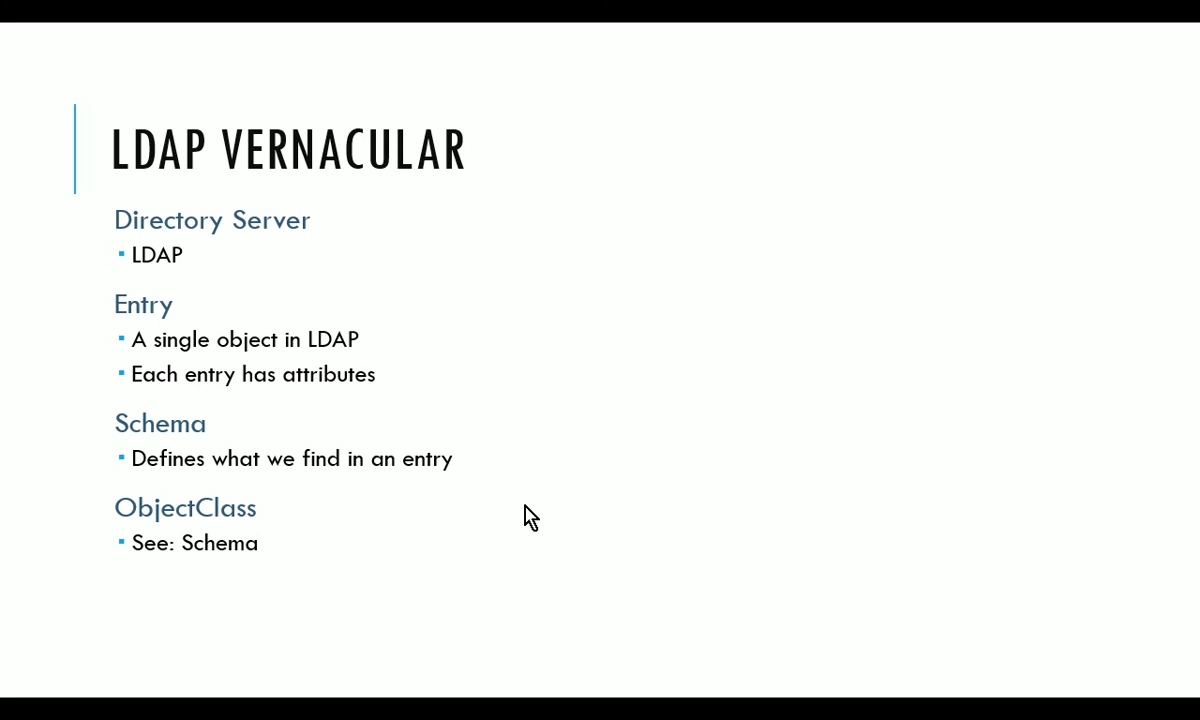 LDAP VERNACULAR
Directory Server
▪ LDAP
Entry
▪ A single object in LDAP
▪ Each entry has attributes
Schema
▪ Defines what we find in an entry
ObjectClass
▪ See: Schema